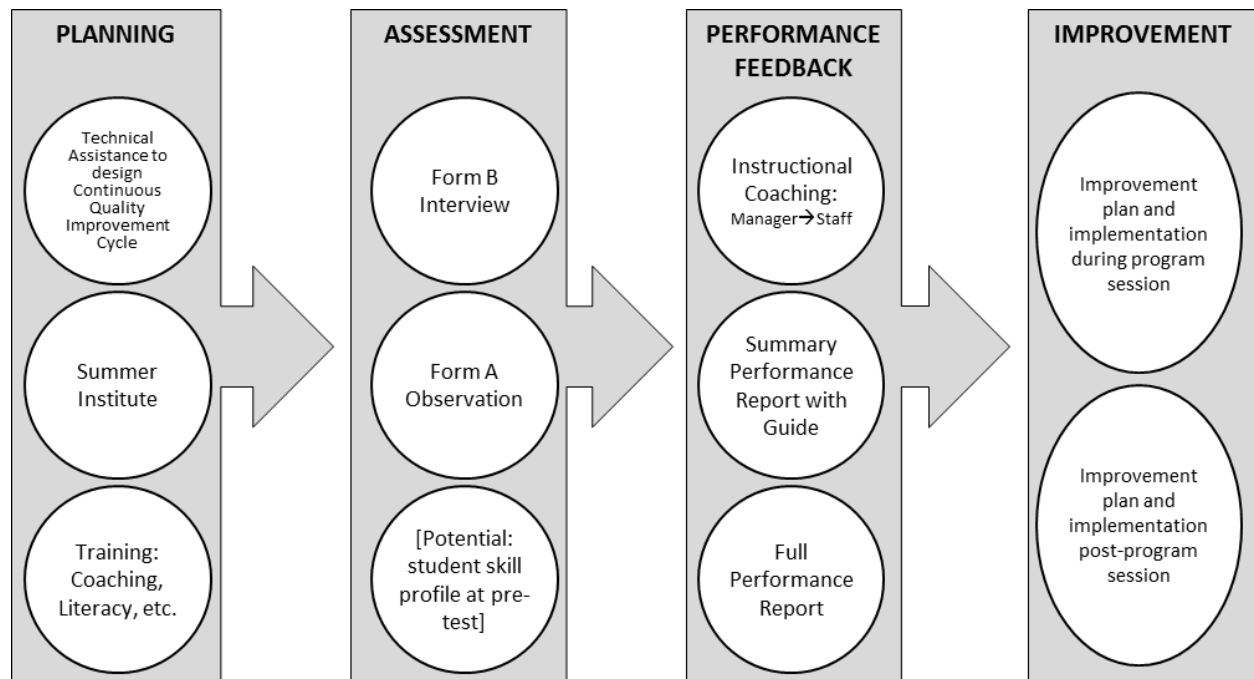 PLANNING
Technical
Assistance to
design
Continuous
Quality
Improvement
Cycle
Summer
Institute
Training:
Coaching,
Literacy, etc.
ASSESSMENT
Form B
Interview
Form A
Observation
[Potential:
student skill
profile at pre-
test]
PERFORMANCE
FEEDBACK
Instructional
Coaching:
Manager→Staff
Summary
Performance
Report with
Guide
Full
Performance
Report
IMPROVEMENT
Improvement
plan and
implementation
during program
session
Improvement
plan and
implementation
post-program
session